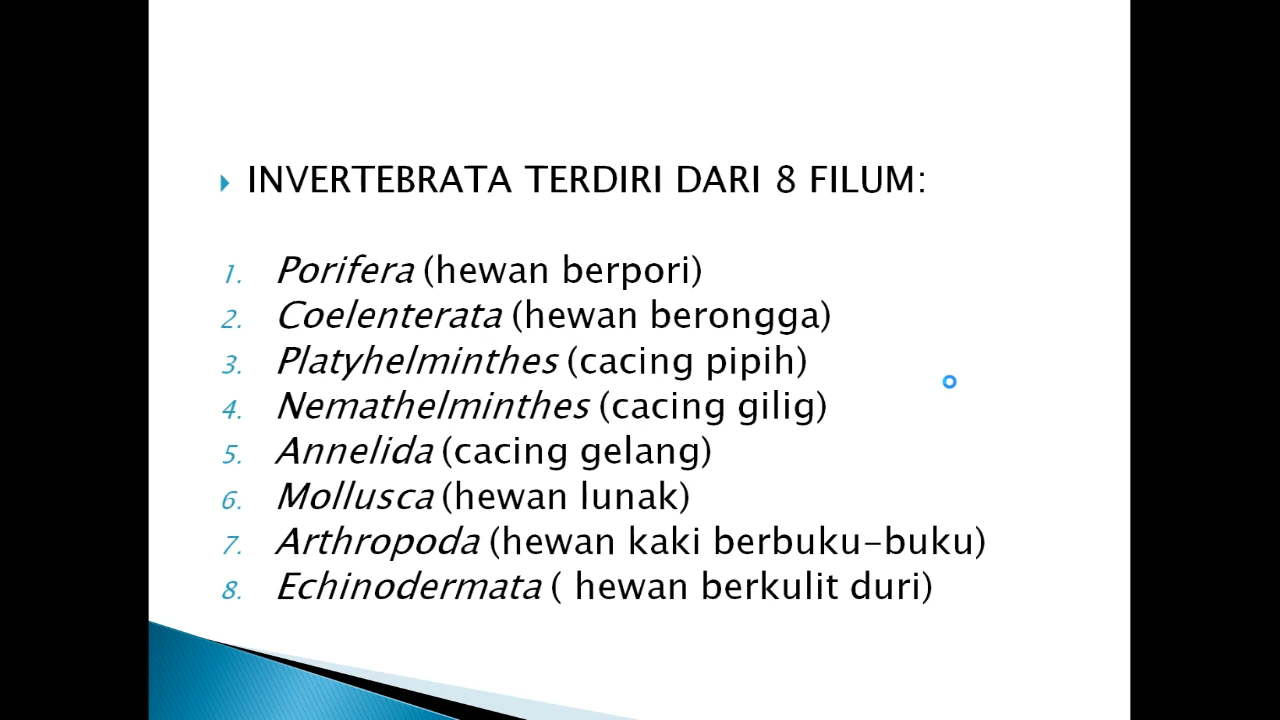 INVERTEBRATA TERDIRI DARI 8 FILUM:
1. Porifera (hewan berpori)
2. Coelenterata (hewan berongga)
3. Platyhelminthes (cacing pipih)
4. Nemathelminthes (cacing gilig)
5. Annelida (cacing gelang)
6. Mollusca (hewan lunak)
7. Arthropoda (hewan kaki berbuku-buku)
8. Echinodermata ( hewan berkulit duri)